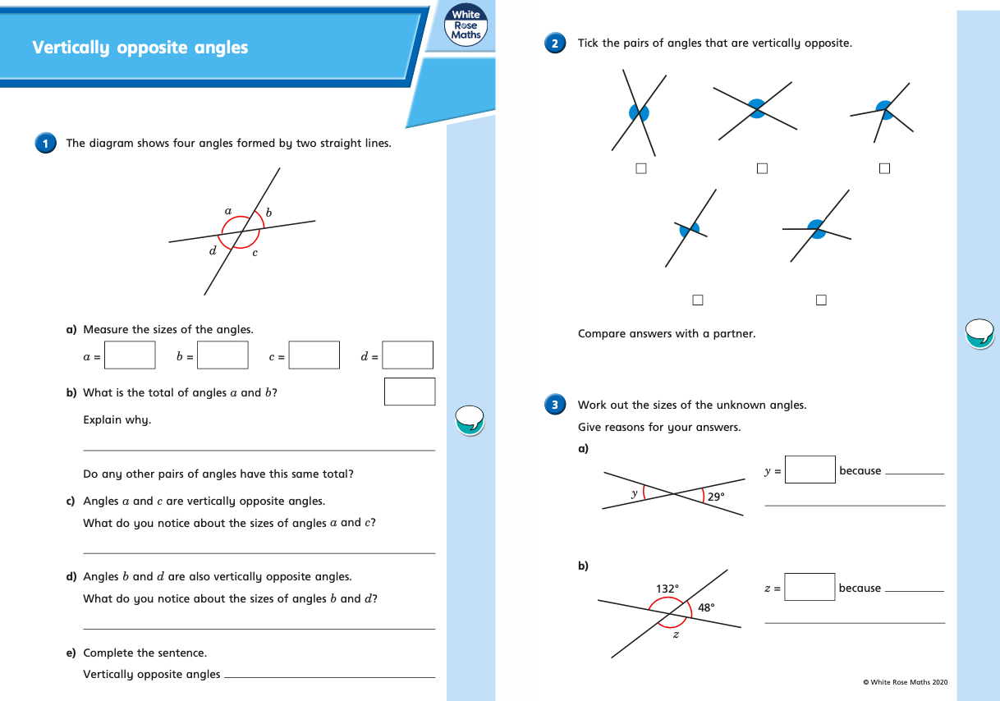 Vertically opposite angles
White
Rose
Maths
1 The diagram shows four angles formed by two straight lines.
a b
d c
a) Measure the sizes of the angles.
a = b = c = d =
b) What is the total of angles a and b?
Explain why.
Do any other pairs of angles have this same total?
c) Angles a and c are vertically opposite angles.
What do you notice about the sizes of angles a and c?
d) Angles b and d are also vertically opposite angles.
What do you notice about the sizes of angles b and d?
e) Complete the sentence.
Vertically opposite angles
2 Tick the pairs of angles that are vertically opposite.
Compare answers with a partner.
3 Work out the sizes of the unknown angles.
Give reasons for your answers.
a)
y 29°
y = because
b)
132°
48°
z
z = because
© White Rose Maths 2020